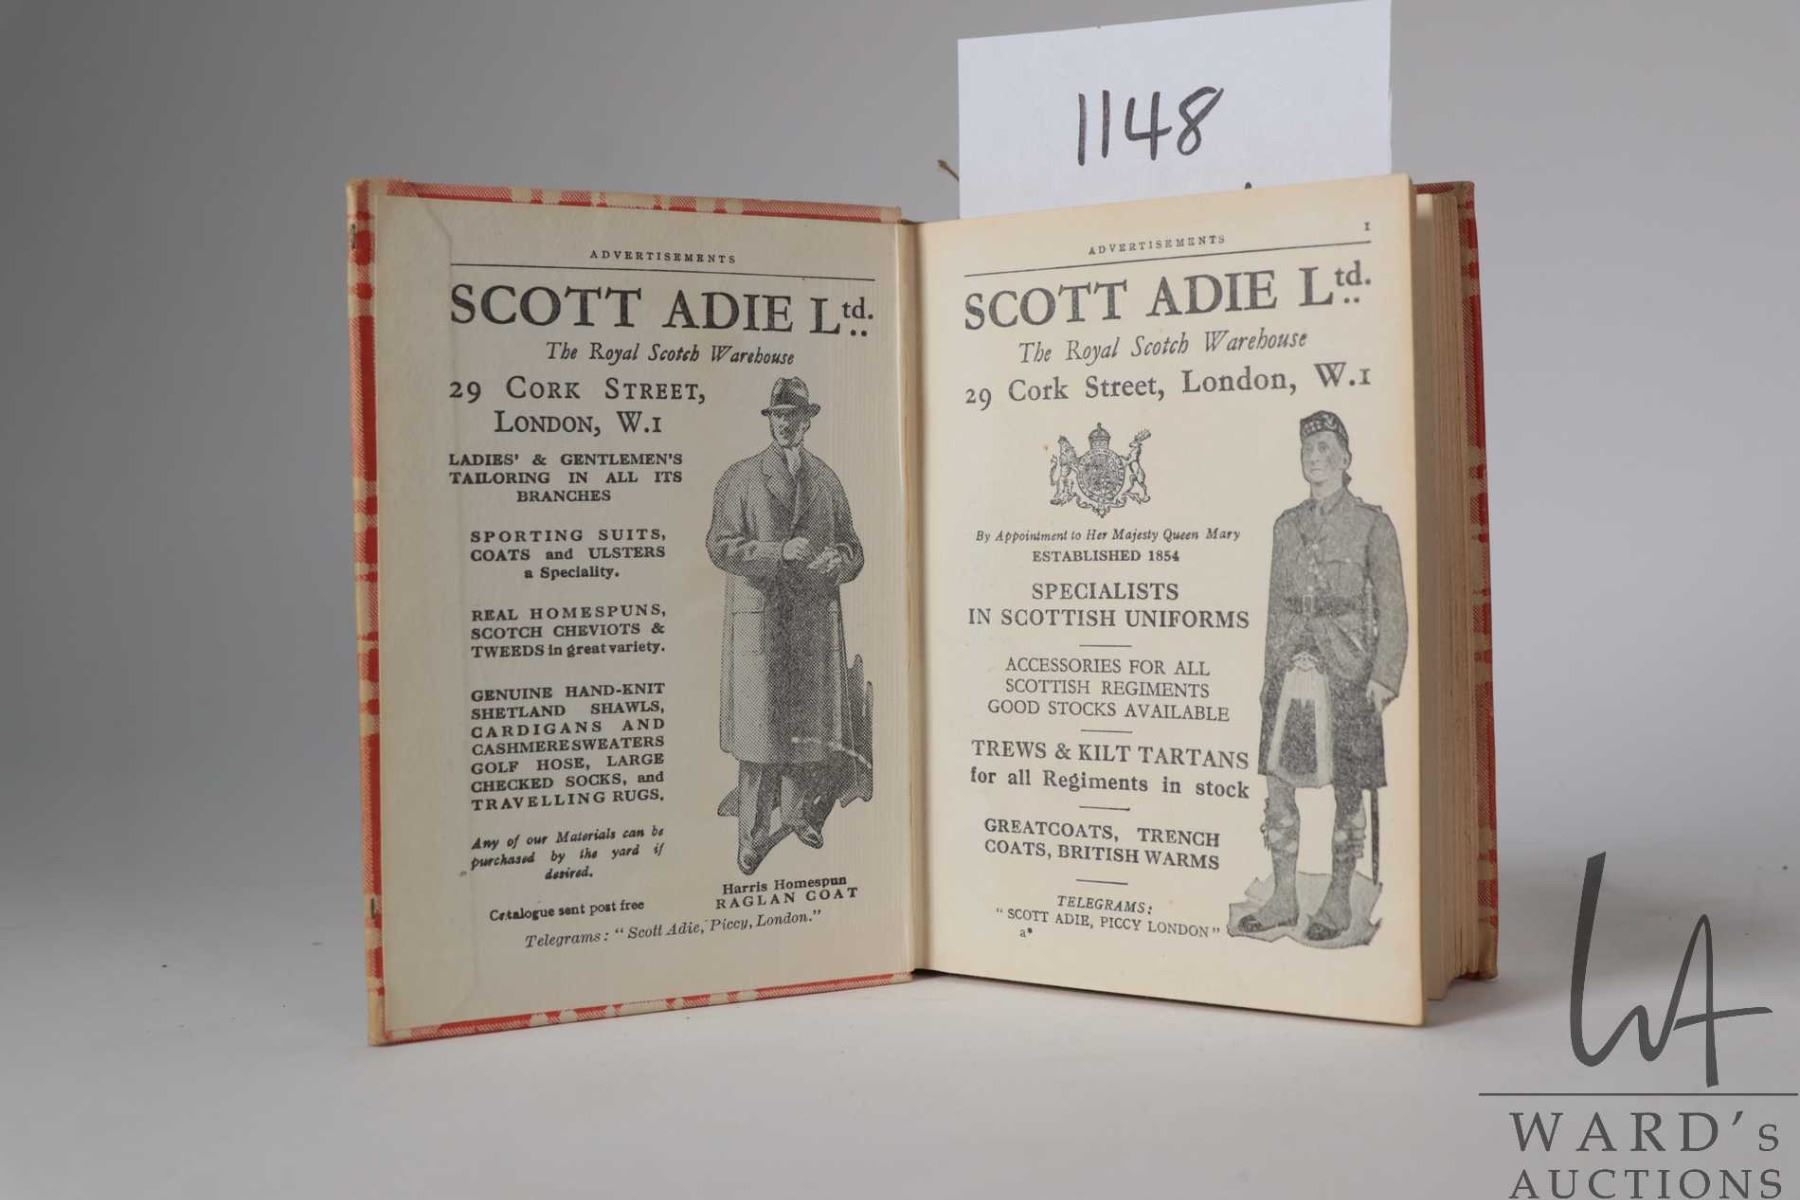 1148
ADVERTISEMENTS
SCOTT ADIE Ltd.
The Royal Scotch Warehouse
29 CORK STREET,
LONDON, W.1
LADIES' & GENTLEMEN'S
TAILORING IN ALL ITS
BRANCHES
SPORTING SUITS,
COATS and ULSTERS
a Speciality.
REAL HOMESPUNS,
SCOTCH CHEVIOTS &
TWEEDS in great variety.
GENUINE HAND-KNIT
SHETLAND SHAWLS,
CARDIGANS AND
CASHMERE SWEATERS
GOLF HOSE, LARGE
CHECKED SOCKS, and
TRAVELLING RUGS.
Any of our Materials can be
purchased by the yard if
desired.
Catalogue sent post free
Harris Homespun
RAGLAN COAT
Telegrams: "Scott Adie, Piccy, London."
ADVERTISEMENTS 1
SCOTT ADIE Ltd.
The Royal Scotch Warehouse
29 Cork Street, London, W.1
By Appointment to Her Majesty Queen Mary
ESTABLISHED 1854
SPECIALISTS
IN SCOTTISH UNIFORMS
ACCESSORIES FOR ALL
SCOTTISH REGIMENTS
GOOD STOCKS AVAILABLE
TREWS & KILT TARTANS
for all Regiments in stock
GREATCOATS, TRENCH
COATS, BRITISH WARMS
TELEGRAMS:
"SCOTT ADIE, PICCY LONDON"
a*
WA
WARD's
AUCTIONS